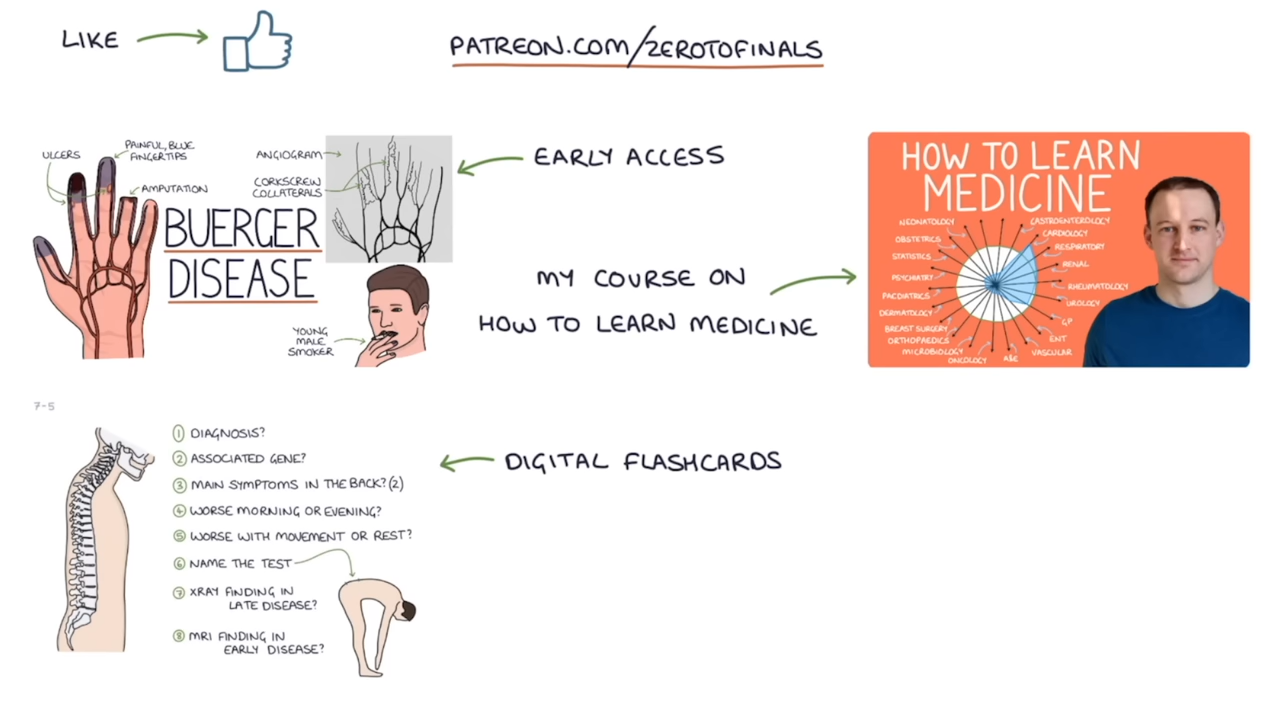 LIKE
PATREON.COM/ZEROTOFINALS
ULCERS
PAINFUL, BLUE
FINGERTIPS
AMPUTATION
BUERGER
DISEASE
ANGIOGRAM
CORKSCREW
COLLATERALS
YOUNG
MALE
SMOKER
EARLY ACCESS
MY COURSE ON
HOW TO LEARN MEDICINE
HOW TO LEARN
MEDICINE
NEONATOLOGY
OBSTETRICS
STATISTICS
PSYCHIATRY
PAEDIATRICS
DERMATOLOGY
BREAST SURGERY
ORTHOPAEDICS
MICROBIOLOGY
ONCOLOGY
A&E
VASCULAR
ENT
GP
UROLOGY
RHEUMATOLOGY
RENAL
RESPIRATORY
CARDIOLOGY
GASTROENTEROLOGY
7-5
1 DIAGNOSIS?
2 ASSOCIATED GENE?
3 MAIN SYMPTOMS IN THE BACK? (2)
4 WORSE MORNING OR EVENING?
5 WORSE WITH MOVEMENT OR REST?
6 NAME THE TEST
7 XRAY FINDING IN
LATE DISEASE?
8 MRI FINDING IN
EARLY DISEASE?
DIGITAL FLASHCARDS